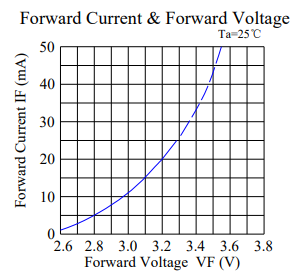 Forward Current & Forward Voltage
Ta=25℃
Forward Current IF (mA)
50
40
30
20
10
0
2.6 2.8 3.0 3.2 3.4 3.6 3.8
Forward Voltage VF (V)